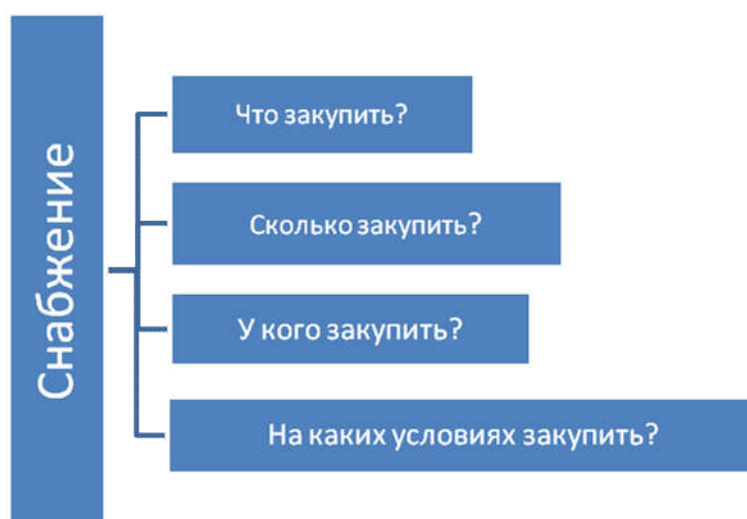 Снабжение
Что закупить?
Сколько закупить?
У кого закупить?
На каких условиях закупить?